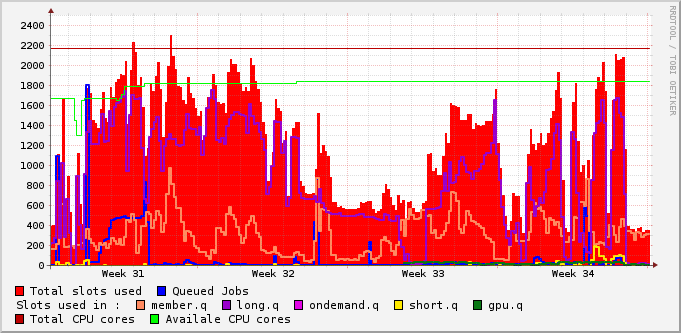 RRDTOOL / TOBI OETIKER
2400
2200
2000
1800
1600
1400
1200
1000
800
600
400
200
0
Week 31 Week 32 Week 33 Week 34
Total slots used Queued Jobs
Slots used in : member.q long.q ondemand.q short.q gpu.q
Total CPU cores Availale CPU cores